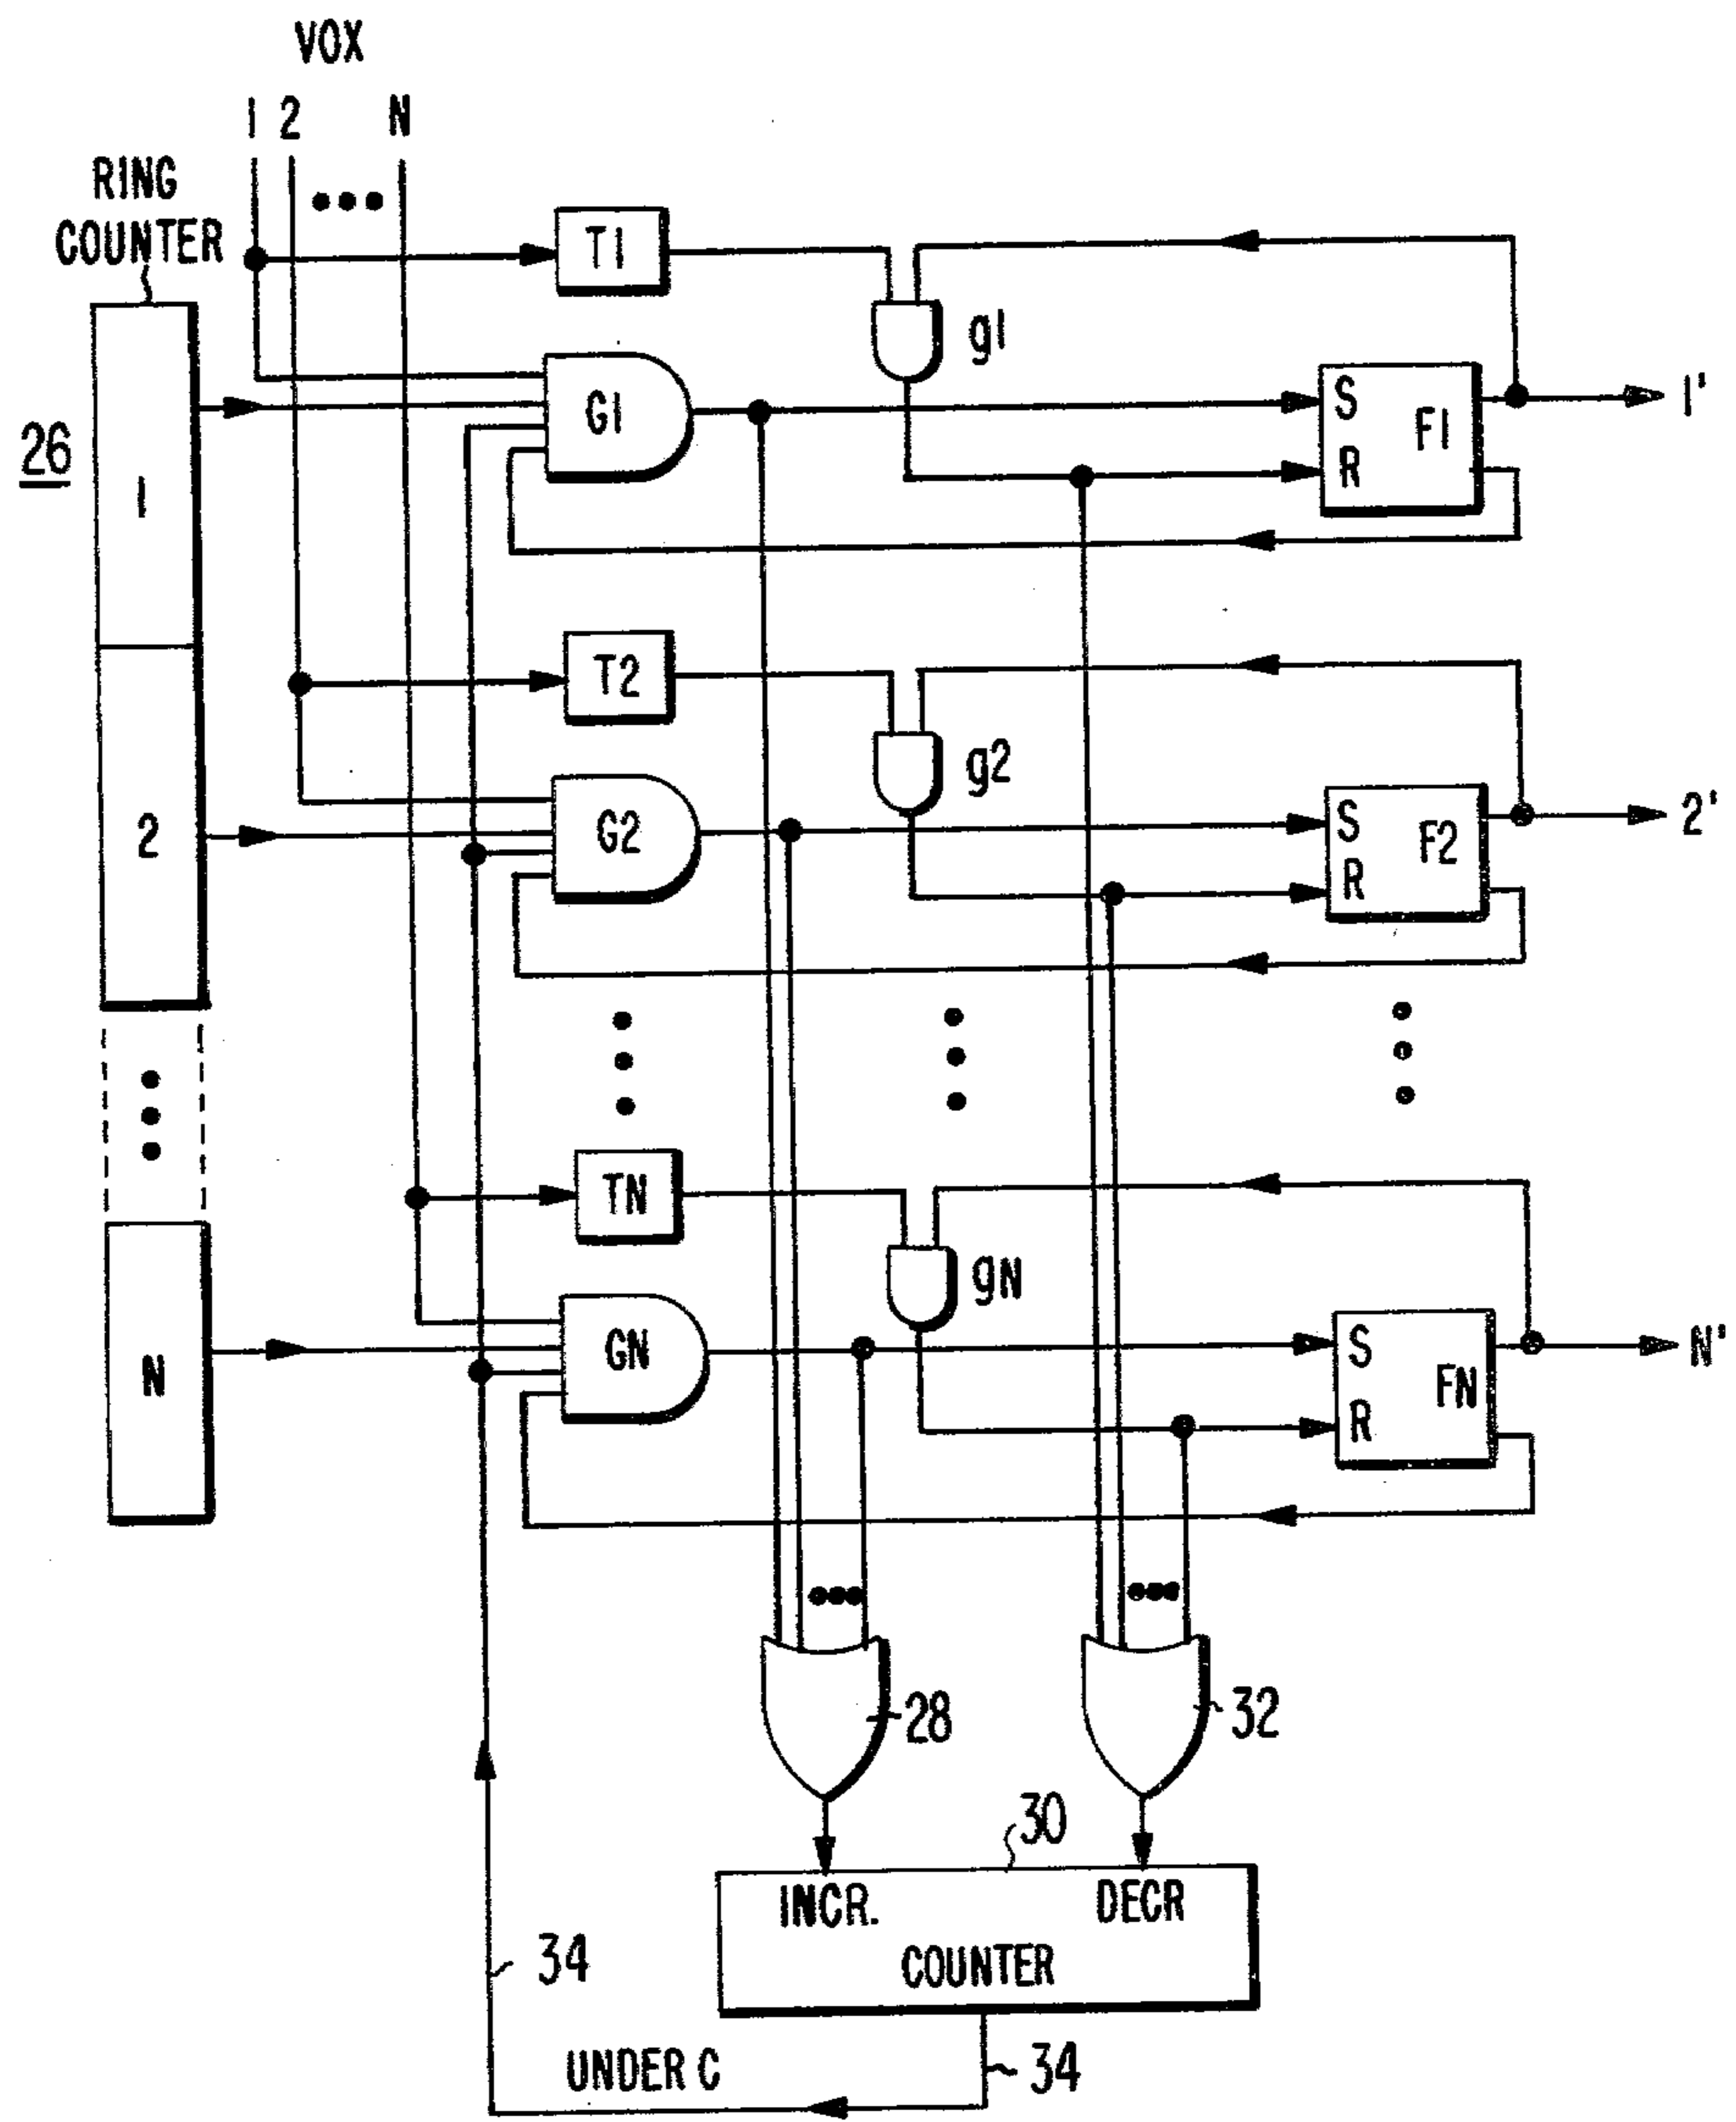 VOX
1 2 ••• N
RING
COUNTER
T1
g1
G1
S
F1
R
1'
26
1
T2
g2
G2
S
F2
R
2'
2
TN
gN
GN
S
FN
R
N'
N
28
32
30
INCR.
DECR
COUNTER
34
UNDER C
34